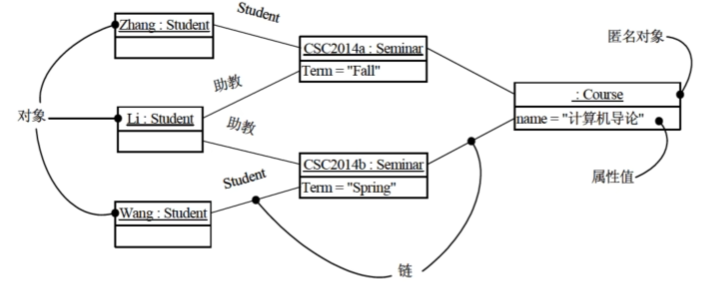 Zhang : Student
Student
CSC2014a : Seminar
Term = "Fall"
匿名对象
助教
: Course
name = "计算机导论"
对象
Li : Student
助教
CSC2014b : Seminar
Term = "Spring"
属性值
Student
Wang : Student
链